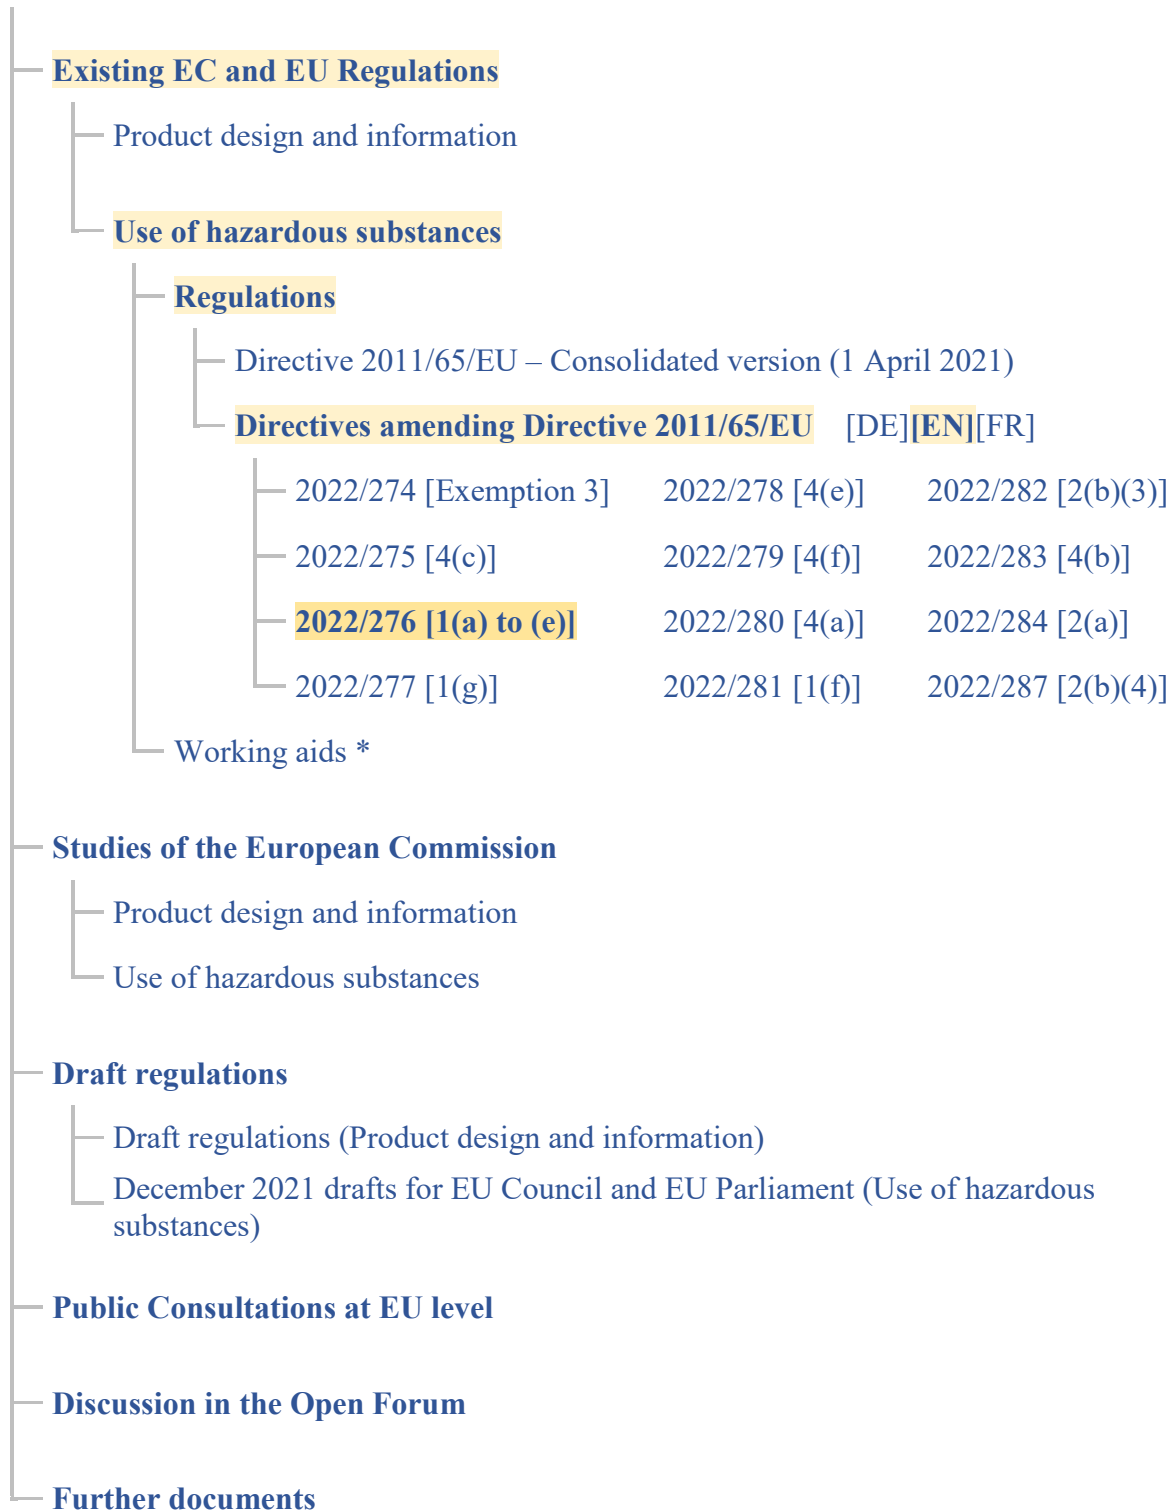 Existing EC and EU Regulations
Product design and information
Use of hazardous substances
Regulations
Directive 2011/65/EU – Consolidated version (1 April 2021)
Directives amending Directive 2011/65/EU [DE][EN][FR]
2022/274 [Exemption 3] 2022/278 [4(e)] 2022/282 [2(b)(3)]
2022/275 [4(c)] 2022/279 [4(f)] 2022/283 [4(b)]
2022/276 [1(a) to (e)] 2022/280 [4(a)] 2022/284 [2(a)]
2022/277 [1(g)] 2022/281 [1(f)] 2022/287 [2(b)(4)]
Working aids *
Studies of the European Commission
Product design and information
Use of hazardous substances
Draft regulations
Draft regulations (Product design and information)
December 2021 drafts for EU Council and EU Parliament (Use of hazardous
substances)
Public Consultations at EU level
Discussion in the Open Forum
Further documents